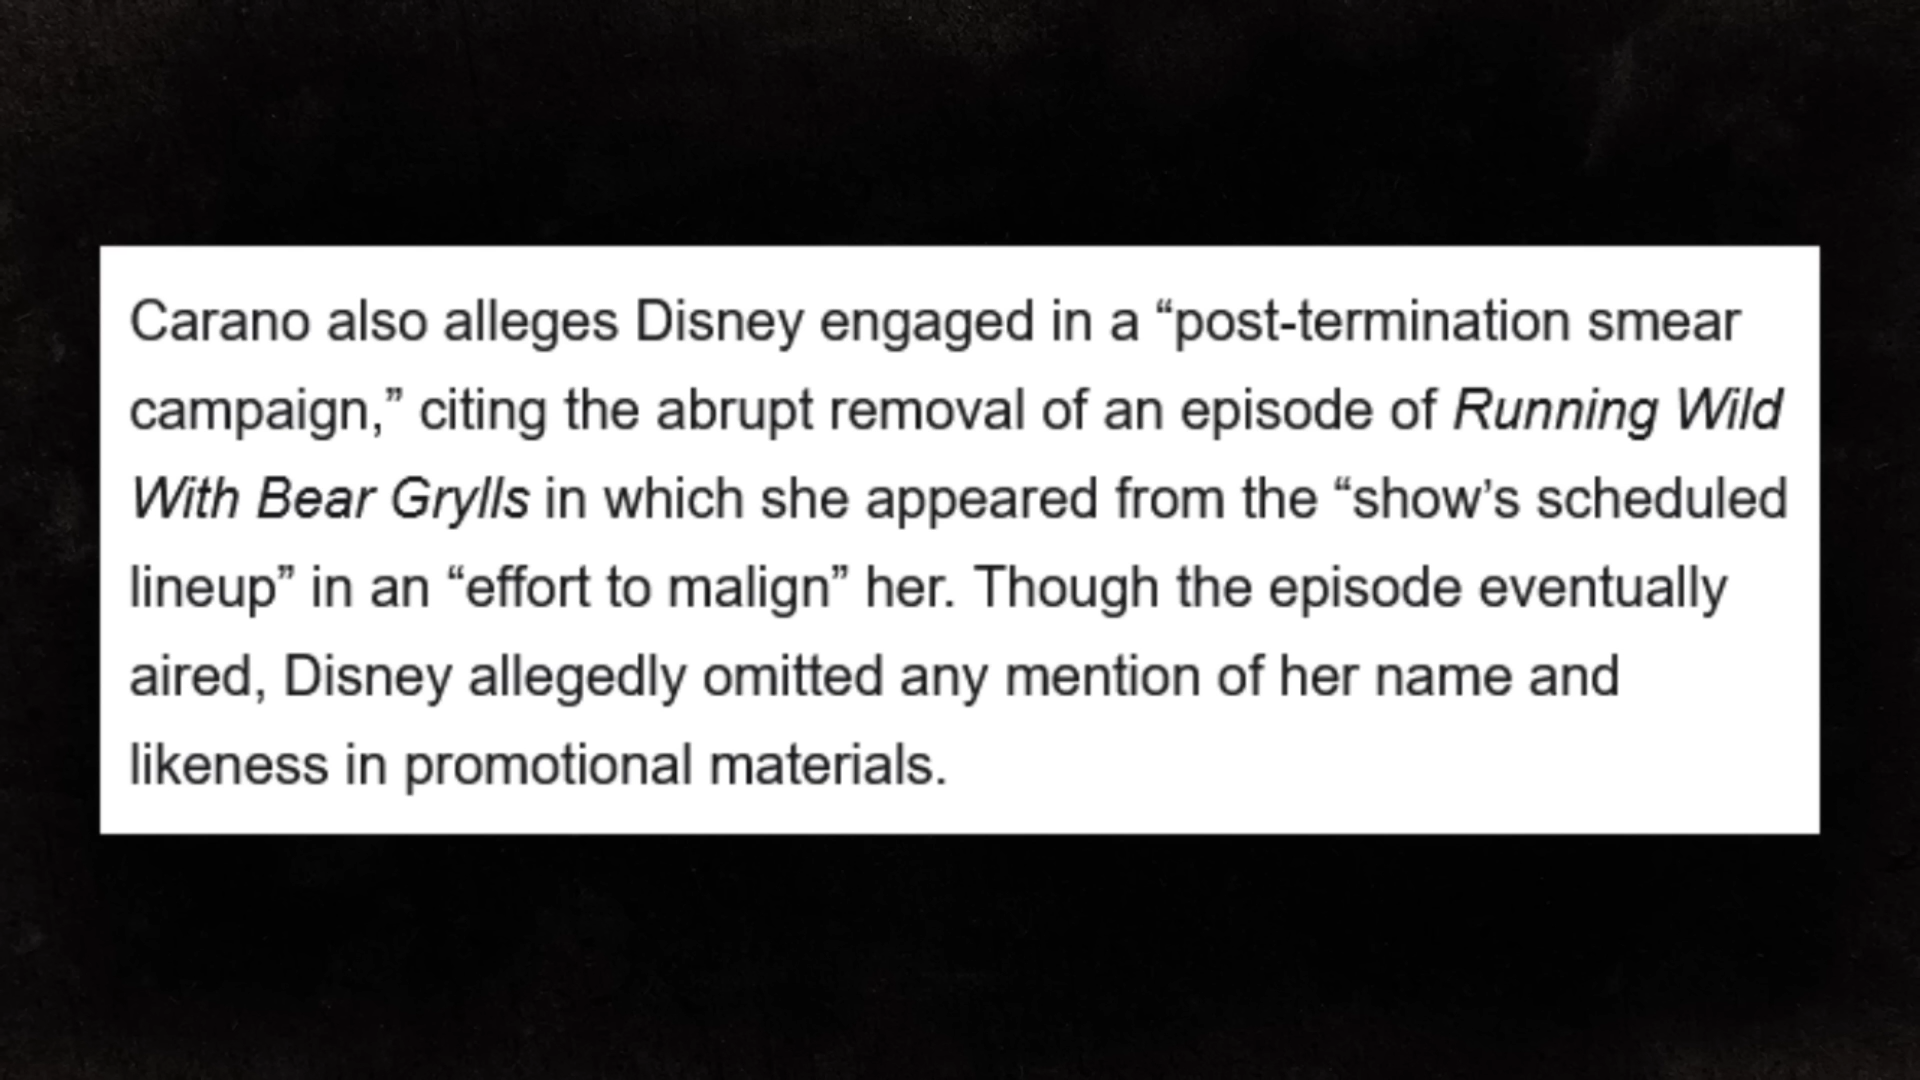 Carano also alleges Disney engaged in a “post-termination smear
campaign,” citing the abrupt removal of an episode of Running Wild
With Bear Grylls in which she appeared from the “show’s scheduled
lineup” in an “effort to malign” her. Though the episode eventually
aired, Disney allegedly omitted any mention of her name and
likeness in promotional materials.